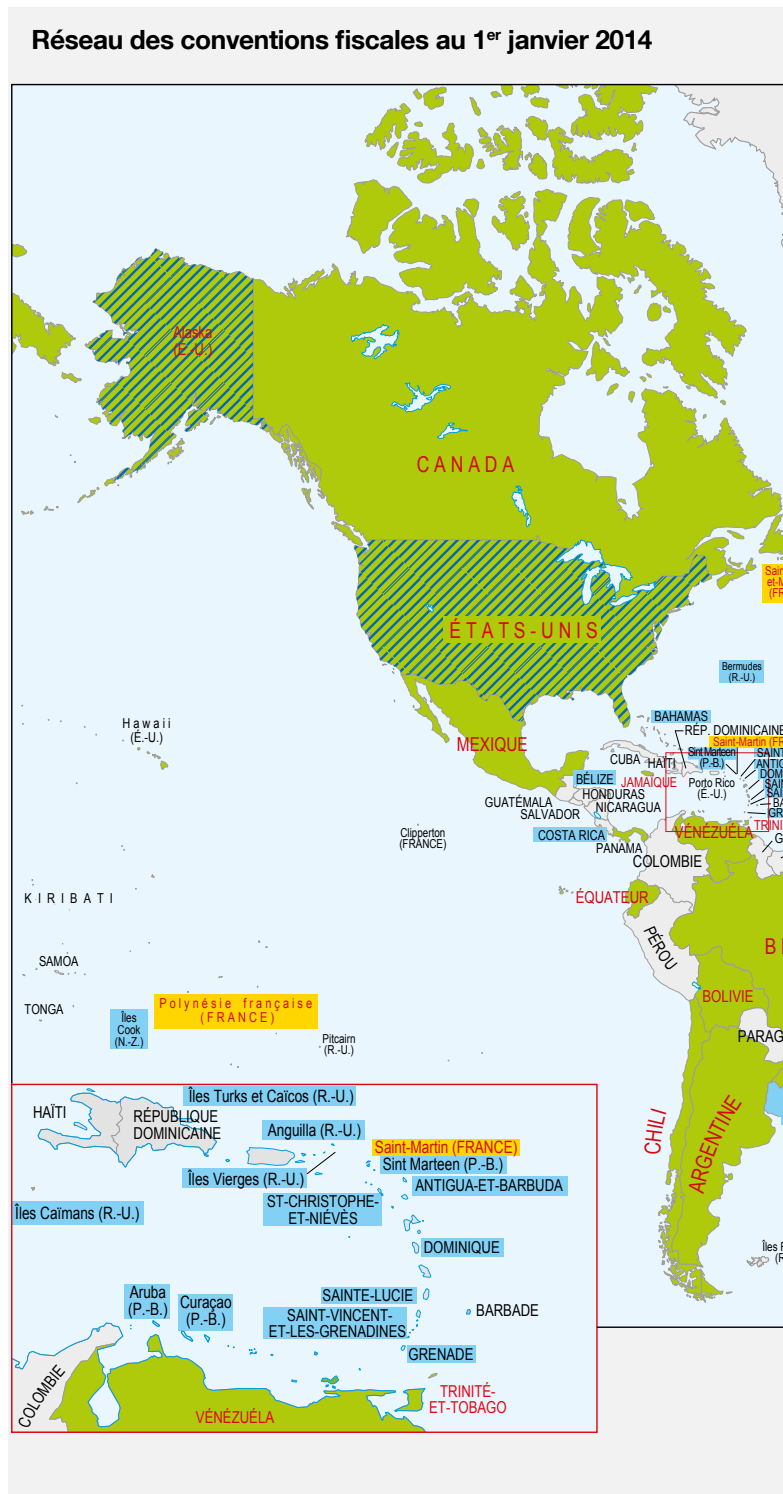 Réseau des conventions fiscales au 1er janvier 2014
Alaska
(É.-U.)
CANADA
ÉTATS-UNIS
Bermudes
(R.-U.)
Hawaii
(É.-U.)
MEXIQUE
BAHAMAS
RÉP. DOMINICAINE
Saint-Martin
CUBA
HAÏTI
Sint Marteen
(P.-B.)
BÉLIZE
JAMAÏQUE
Porto Rico
(É.-U.)
HONDURAS
GUATÉMALA
NICARAGUA
SALVADOR
Clipperton
(FRANCE)
COSTA RICA
PANAMA
VÉNÉZUÉLA
COLOMBIE
ÉQUATEUR
KIRIBATI
PÉROU
SAMOA
BOLIVIE
TONGA
Îles
Cook
(N.-Z.)
Polynésie française
(FRANCE)
Pitcairn
(R.-U.)
PARAG
CHILI
ARGENTINE
Îles
HAÏTI
RÉPUBLIQUE
DOMINICAINE
Îles Turks et Caïcos (R.-U.)
Anguilla (R.-U.)
Saint-Martin (FRANCE)
Sint Marteen (P.-B.)
Îles Vierges (R.-U.)
ANTIGUA-ET-BARBUDA
ST-CHRISTOPHE-
ET-NIÉVÈS
Îles Caïmans (R.-U.)
DOMINIQUE
Aruba
(P.-B.)
Curaçao
(P.-B.)
SAINTE-LUCIE
SAINT-VINCENT-
ET-LES-GRENADINES
BARBADE
GRENADE
COLOMBIE
VÉNÉZUÉLA
TRINITÉ-
ET-TOBAGO